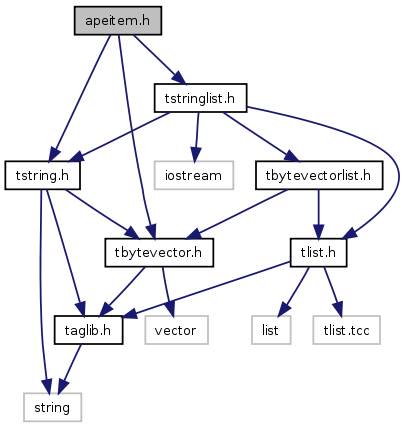 apeitem.h
tstringlist.h
tstring.h
iostream
tbytevectorlist.h
tbytevector.h
tlist.h
taglib.h
vector
list
tlist.tcc
string